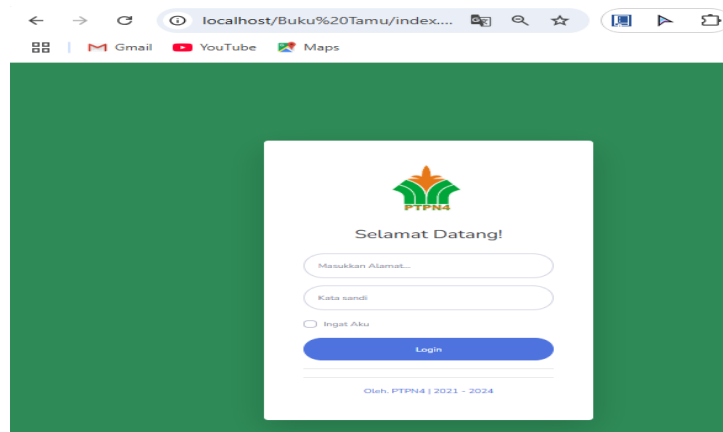 localhost/Buku%20Tamu/index....
Gmail YouTube Maps
PTPN4
Selamat Datang!
Masukkan Alamat...
Kata sandi
Ingat Aku
Login
Oleh. PTPN4 | 2021 - 2024